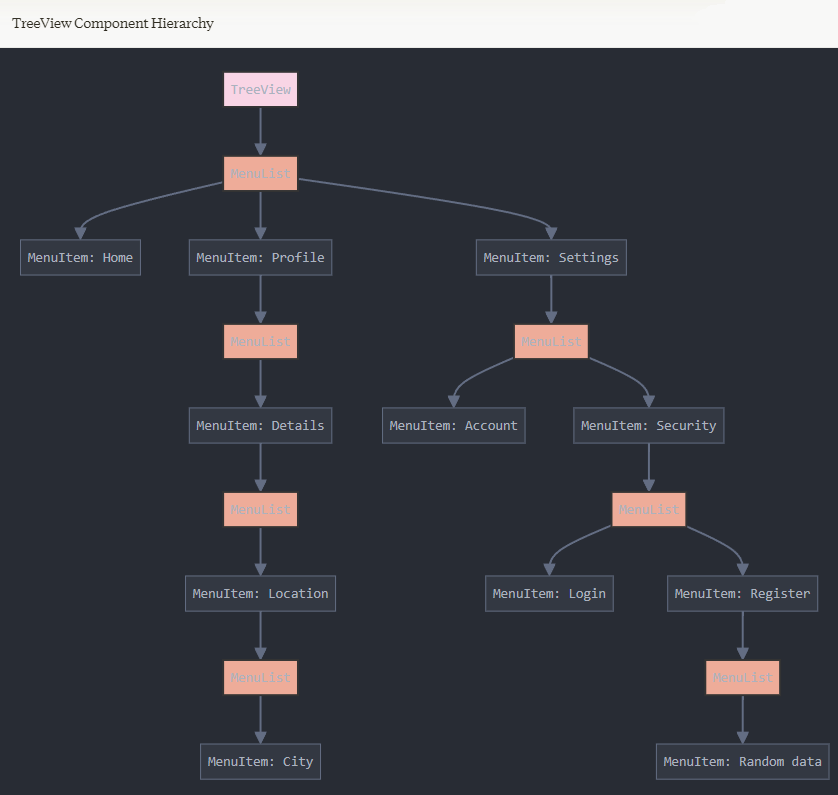 TreeView Component Hierarchy
TreeView
MenuList
MenuItem: Home
MenuItem: Profile
MenuItem: Settings
MenuList
MenuList
MenuItem: Details
MenuItem: Account
MenuItem: Security
MenuList
MenuList
MenuItem: Location
MenuItem: Login
MenuItem: Register
MenuList
MenuList
MenuItem: City
MenuItem: Random data